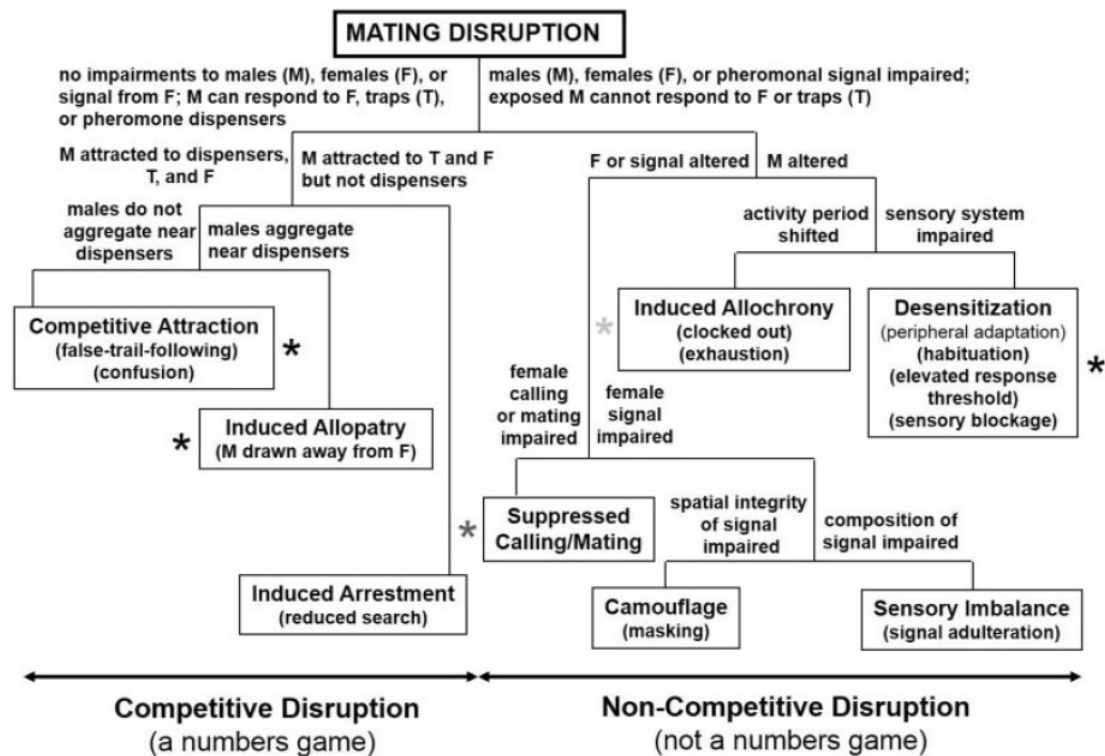 MATING DISRUPTION
no impairments to males (M), females (F), or
signal from F; M can respond to F, traps (T),
or pheromone dispensers
males (M), females (F), or pheromonal signal impaired;
exposed M cannot respond to F or traps (T)
M attracted to dispensers,
T, and F
M attracted to T and F
but not dispensers
F or signal altered
M altered
males do not
aggregate near
dispensers
males aggregate
near dispensers
activity period
shifted
sensory system
impaired
Competitive Attraction
(false-trail-following)
(confusion)
*
Induced Allochrony
(clocked out)
(exhaustion)
*
Desensitization
(peripheral adaptation)
(habituation)
(elevated response
threshold)
(sensory blockage)
*
female
calling
or mating
impaired
female
signal
impaired
*
Induced Allopatry
(M drawn away from F)
*
Suppressed
Calling/Mating
spatial integrity
of signal
impaired
composition of
signal impaired
Induced Arrestment
(reduced search)
Camouflage
(masking)
Sensory Imbalance
(signal adulteration)
Competitive Disruption
(a numbers game)
Non-Competitive Disruption
(not a numbers game)